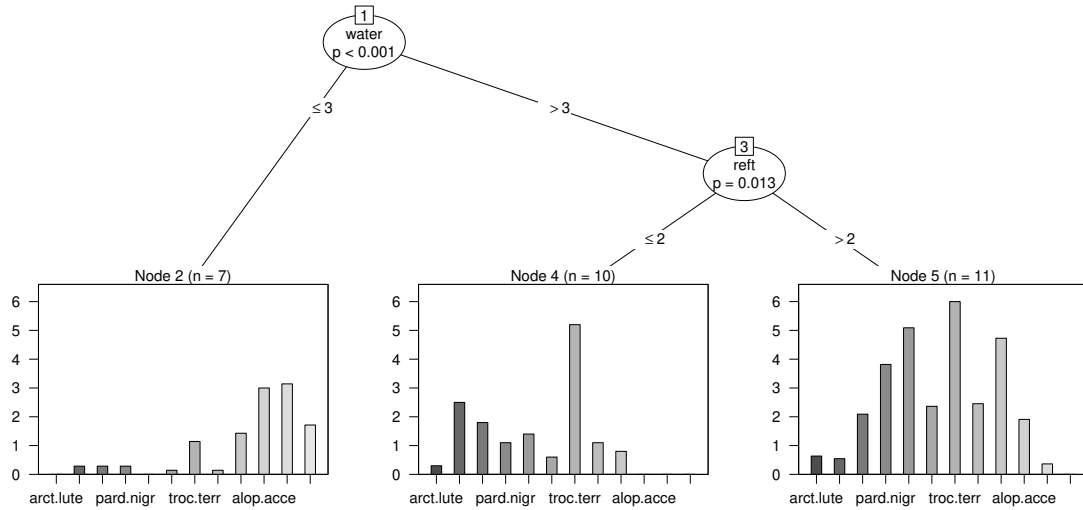 1
water
p < 0.001
≤ 3
> 3
3
reft
p = 0.013
≤ 2
> 2
Node 2 (n = 7)
6
5
4
3
2
1
0
arct.lute pard.nigr troc.terr alop.acce
Node 4 (n = 10)
6
5
4
3
2
1
0
arct.lute pard.nigr troc.terr alop.acce
Node 5 (n = 11)
6
5
4
3
2
1
0
arct.lute pard.nigr troc.terr alop.acce